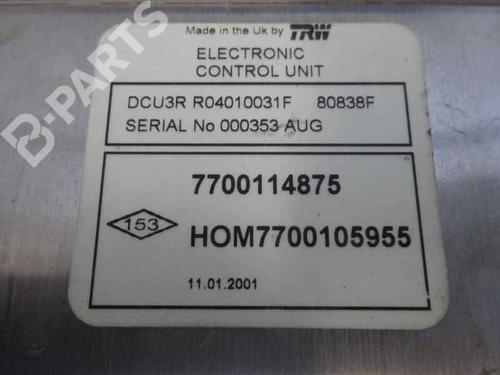 Made in the Uk by TRW
ELECTRONIC
CONTROL UNIT
DCU3R R04010031F 80838F
SERIAL No 000353 AUG
7700114875
153
HOM7700105955
11.01.2001
B-PARTS